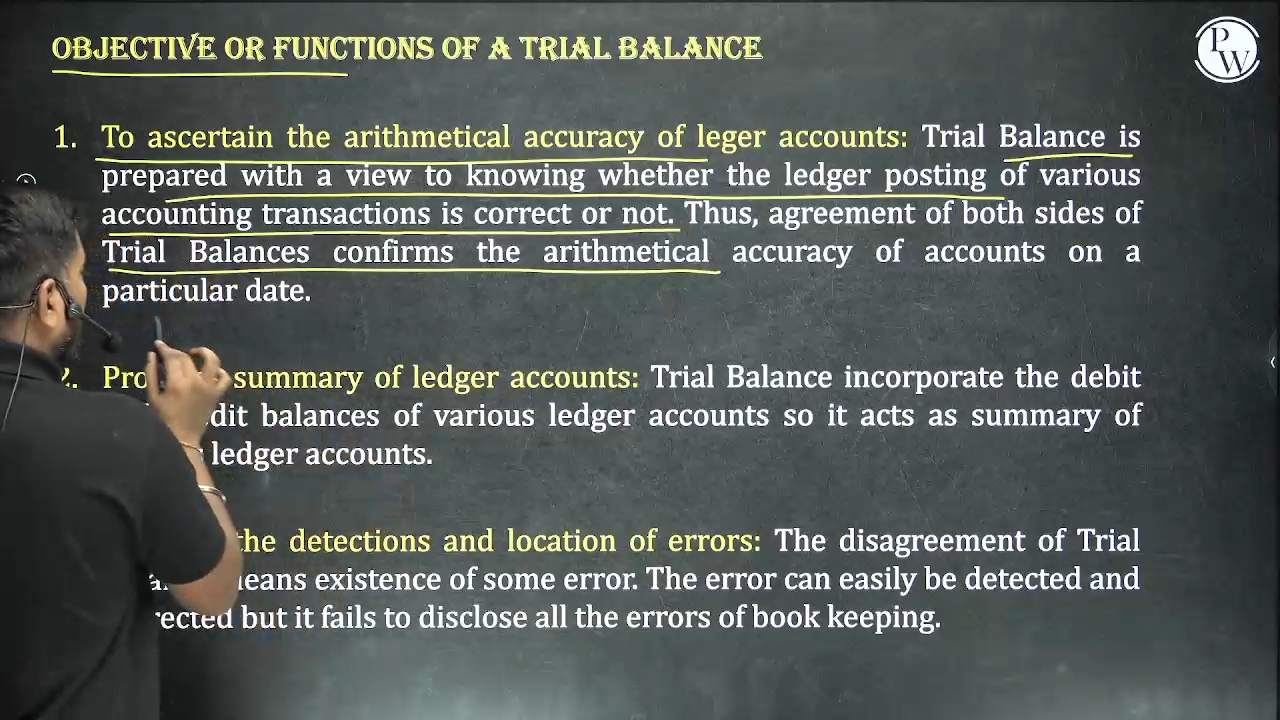 OBJECTIVE OR FUNCTIONS OF A TRIAL BALANCE
PW
1. To ascertain the arithmetical accuracy of leger accounts: Trial Balance is
prepared with a view to knowing whether the ledger posting of various
accounting transactions is correct or not. Thus, agreement of both sides of
Trial Balances confirms the arithmetical accuracy of accounts on a
particular date.
2. summary of ledger accounts: Trial Balance incorporate the debit
balances of various ledger accounts so it acts as summary of
ledger accounts.
the detections and location of errors: The disagreement of Trial
means existence of some error. The error can easily be detected and
but it fails to disclose all the errors of book keeping.